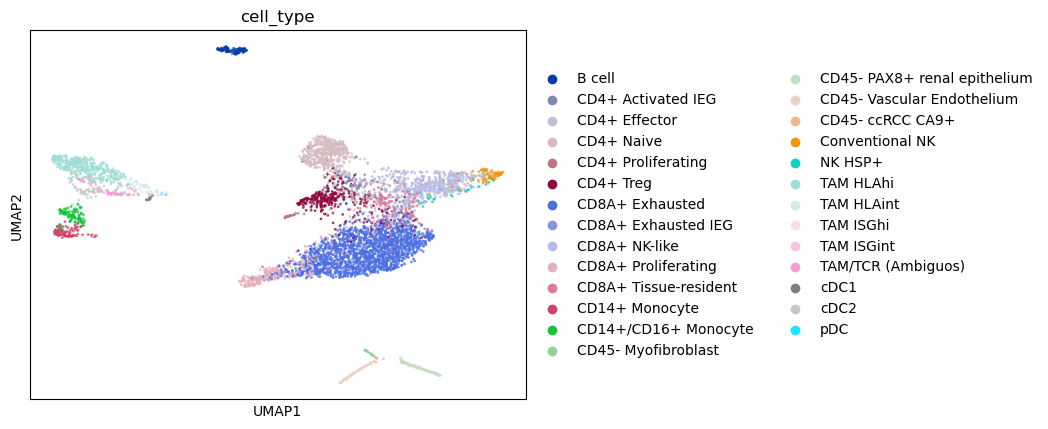 cell_type
UMAP2
UMAP1
B cell
CD4+ Activated IEG
CD4+ Effector
CD4+ Naive
CD4+ Proliferating
CD4+ Treg
CD8A+ Exhausted
CD8A+ Exhausted IEG
CD8A+ NK-like
CD8A+ Proliferating
CD8A+ Tissue-resident
CD14+ Monocyte
CD14+/CD16+ Monocyte
CD45- Myofibroblast
CD45- PAX8+ renal epithelium
CD45- Vascular Endothelium
CD45- ccRCC CA9+
Conventional NK
NK HSP+
TAM HLAhi
TAM HLAint
TAM ISGhi
TAM ISGint
TAM/TCR (Ambiguos)
cDC1
cDC2
pDC